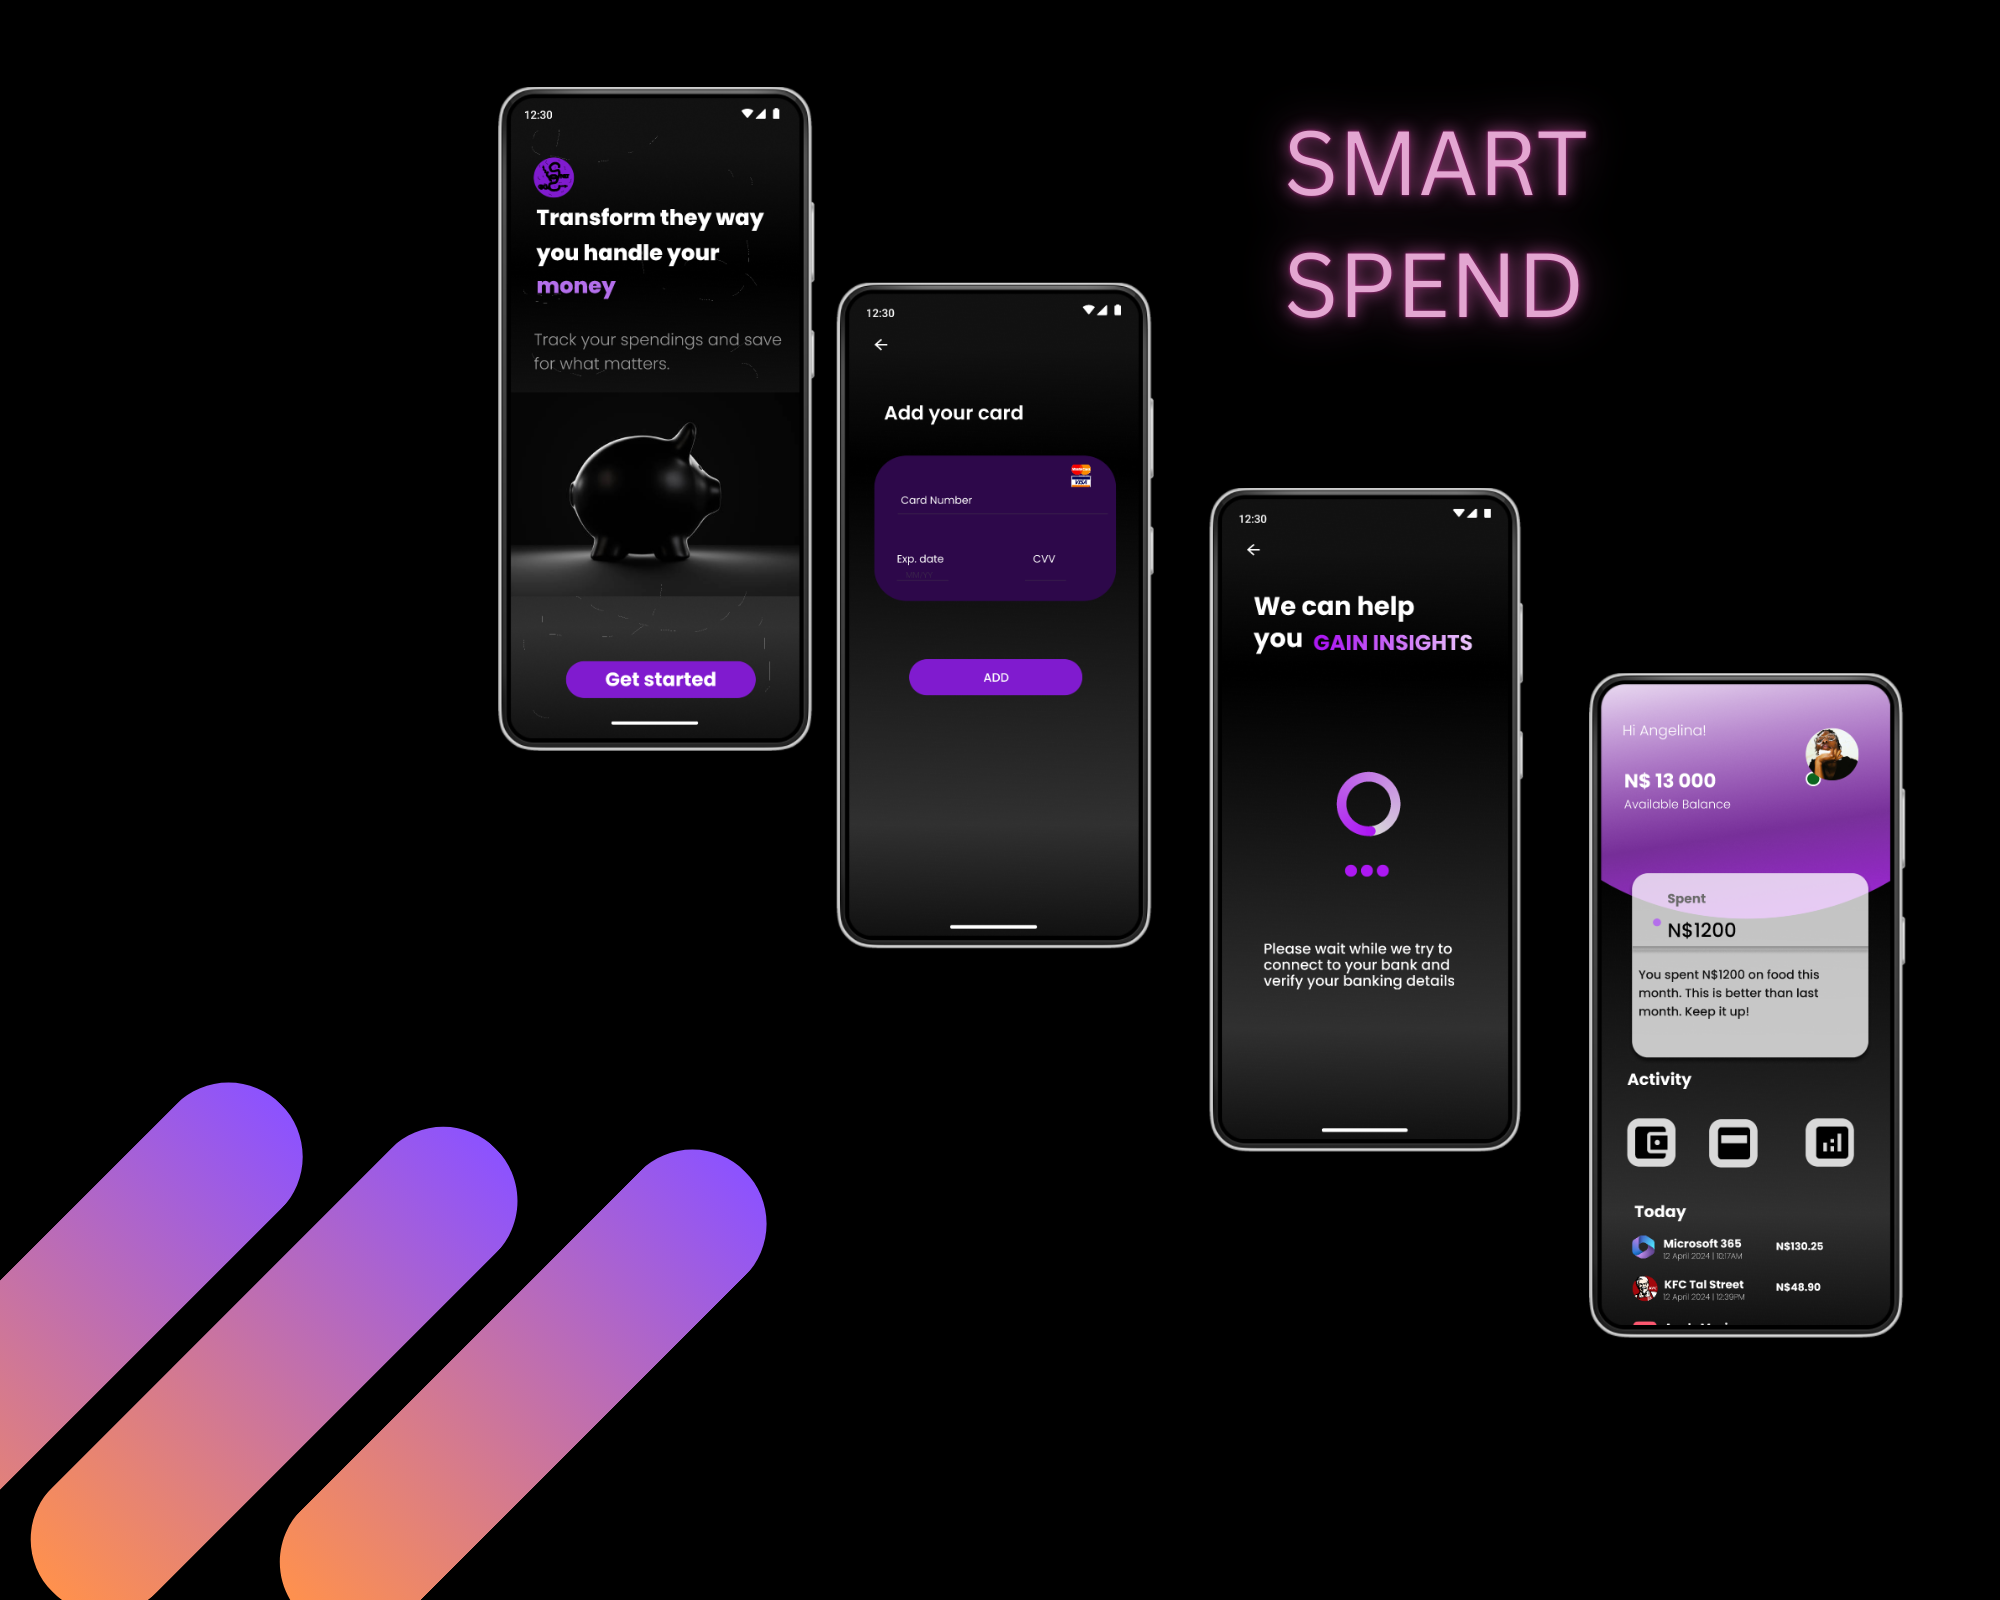 SMART
SPEND
12:30
Transform they way
you handle your
money
Track your spendings and save
for what matters.
Get started
12:30
Add your card
VISA
Card Number
Exp. date
CVV
MM/YY
ADD
12:30
We can help
you GAIN INSIGHTS
Please wait while we try to
connect to your bank and
verify your banking details
Hi Angelina!
N$ 13 000
Available Balance
Spent
N$1200
You spent N$1200 on food this
month. This is better than last
month. Keep it up!
Activity
Today
Microsoft 365
12 April 2024 | 10:17AM
N$130.25
KFC Tal Street
12 April 2024 | 12:39PM
N$48.90